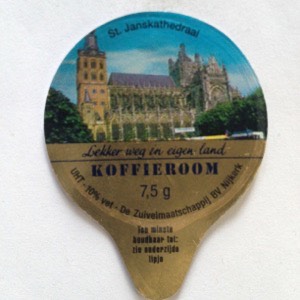 St. Janskathedraal
Lekker weg in eigen land
KOFFIEROOM
7,5 g
UHT - 10% vet - De Zuivelmaatschappij BV Nijkerk
ten minste
houdbaar tot:
zie onderzijde
lipje